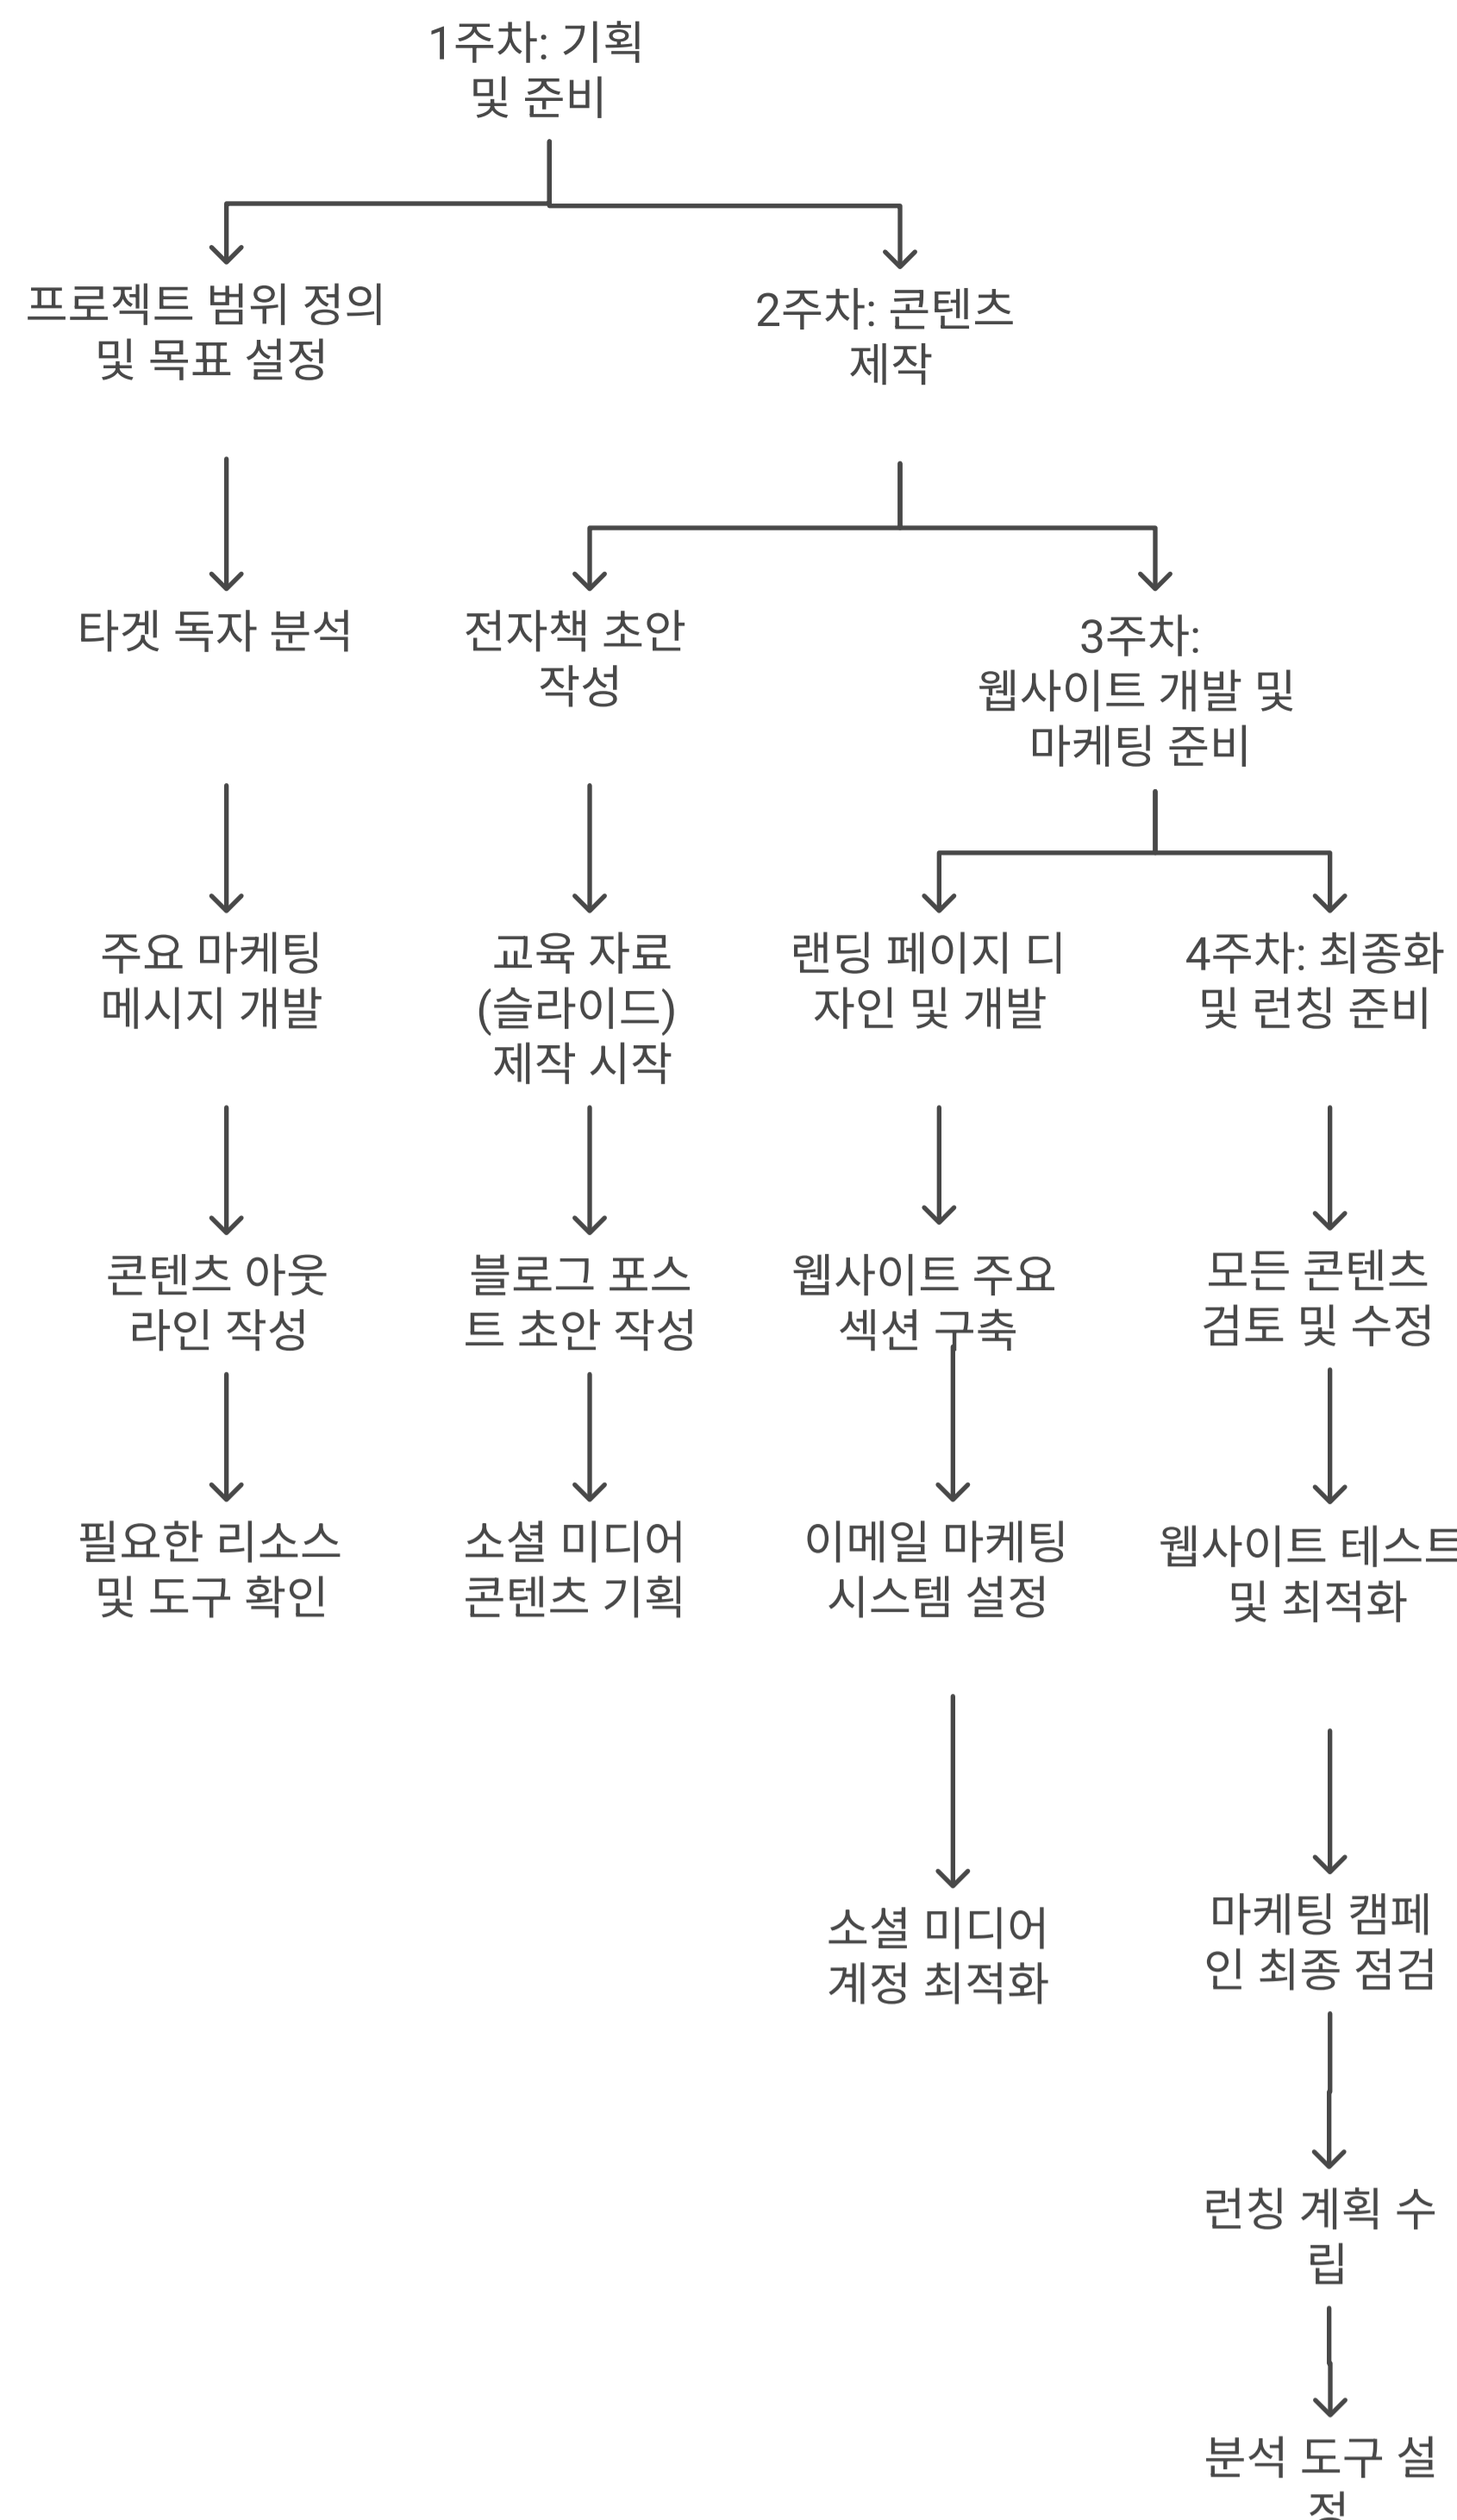 1주차: 기획
및 준비
프로젝트 범위 정의
및 목표 설정
2주차: 콘텐츠
제작
타겟 독자 분석
전자책 초안
작성
3주차:
웹사이트 개발 및
마케팅 준비
주요 마케팅
메시지 개발
교육 자료
(슬라이드)
제작 시작
랜딩 페이지 디
자인 및 개발
4주차: 최종화
및 런칭 준비
콘텐츠 아웃
라인 작성
블로그 포스
트 초안 작성
웹사이트 주요
섹션 구축
모든 콘텐츠
검토 및 수정
필요한 리소스
및 도구 확인
소셜 미디어
콘텐츠 기획
이메일 마케팅
시스템 설정
웹사이트 테스트
및 최적화
소셜 미디어
계정 최적화
마케팅 캠페
인 최종 점검
런칭 계획 수
립
분석 도구 설
정